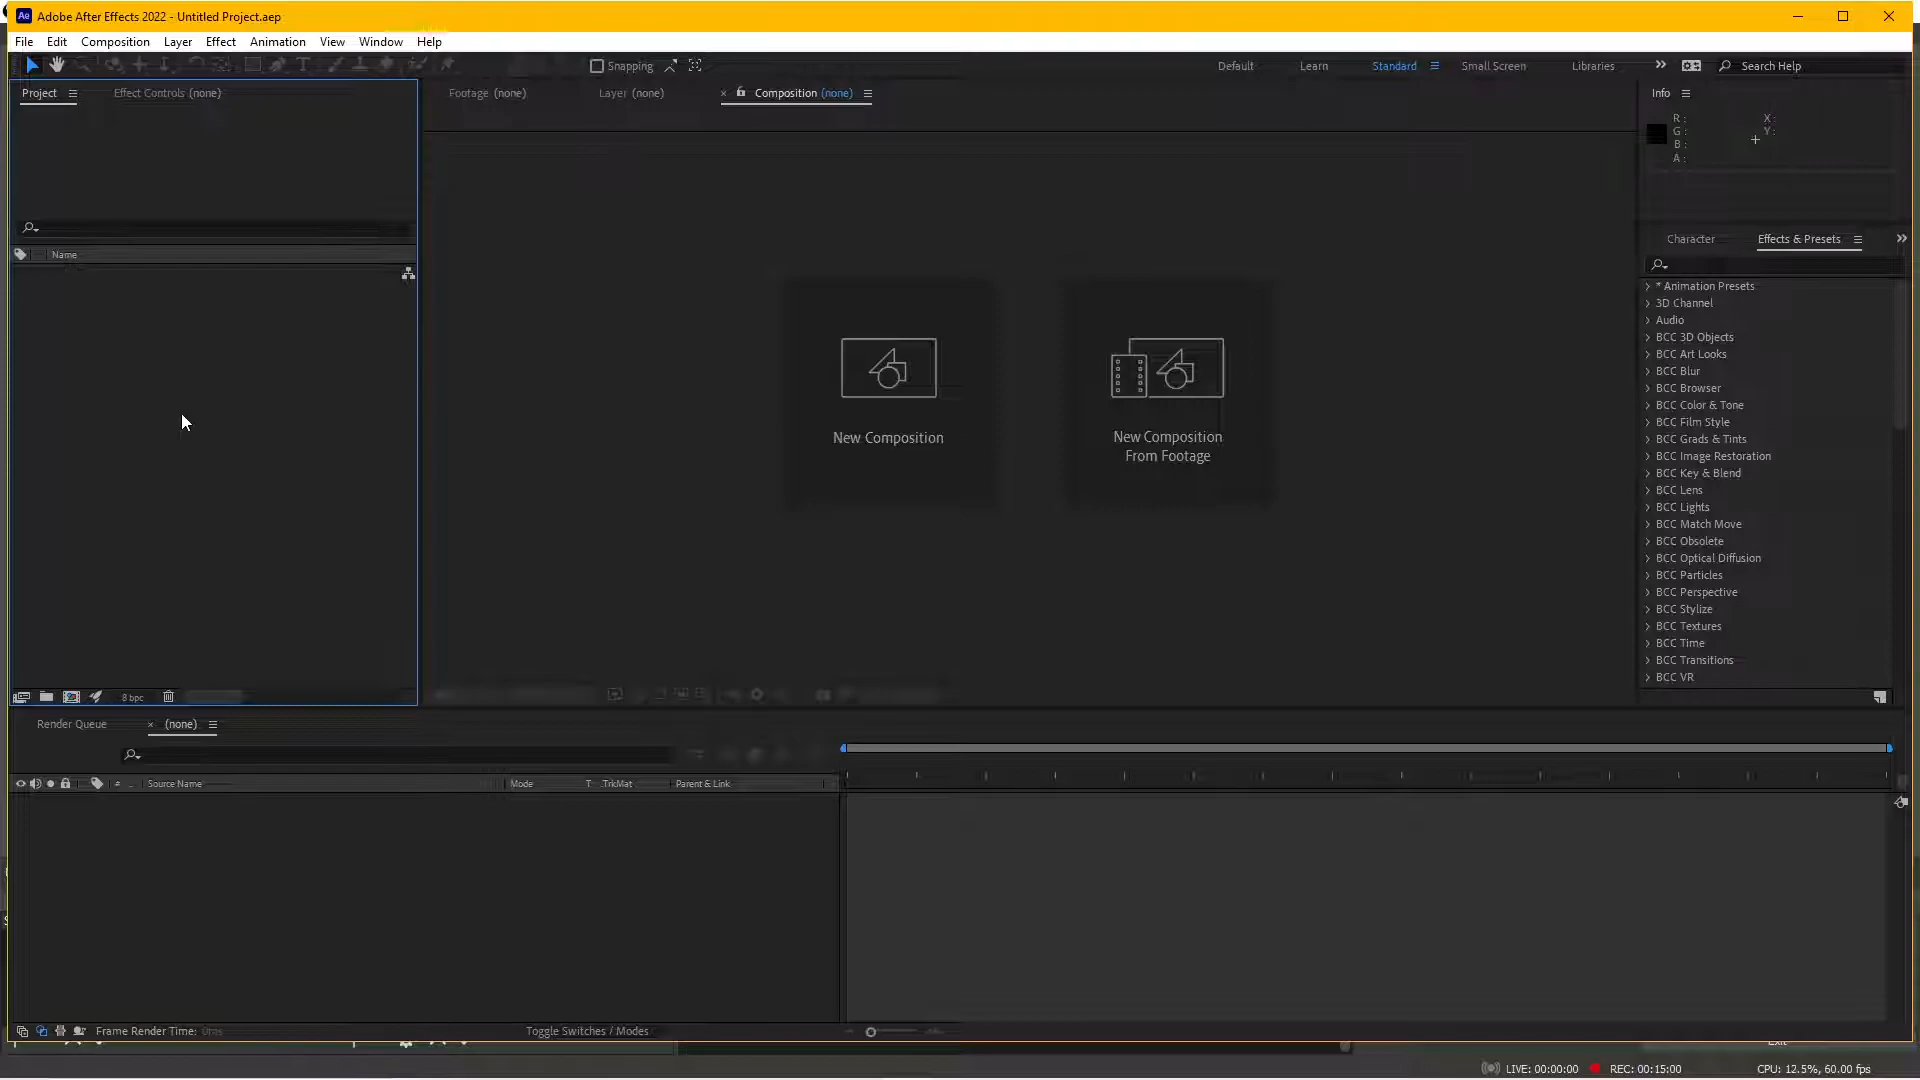 Ae Adobe After Effects 2022 - Untitled Project.aep
File Edit Composition Layer Effect Animation View Window Help
Snapping Default Learn Standard Small Screen Libraries Search Help
Project Effect Controls (none) Footage (none) Layer (none) × Composition (none) Info
R :
G :
B :
A :
X :
Y :
Name
Character Effects & Presets
* Animation Presets
3D Channel
Audio
BCC 3D Objects
BCC Art Looks
BCC Blur
BCC Browser
BCC Color & Tone
BCC Film Style
BCC Grads & Tints
BCC Image Restoration
BCC Key & Blend
BCC Lens
BCC Lights
BCC Match Move
BCC Obsolete
BCC Optical Diffusion
BCC Particles
BCC Perspective
BCC Stylize
BCC Textures
BCC Time
BCC Transitions
BCC VR
New Composition
New Composition
From Footage
8 bpc
Render Queue × (none)
# Source Name Mode T TrkMat Parent & Link
Frame Render Time: 0ms Toggle Switches / Modes
Exit
LIVE: 00:00:00 REC: 00:15:00 CPU: 12.5%, 60.00 fps